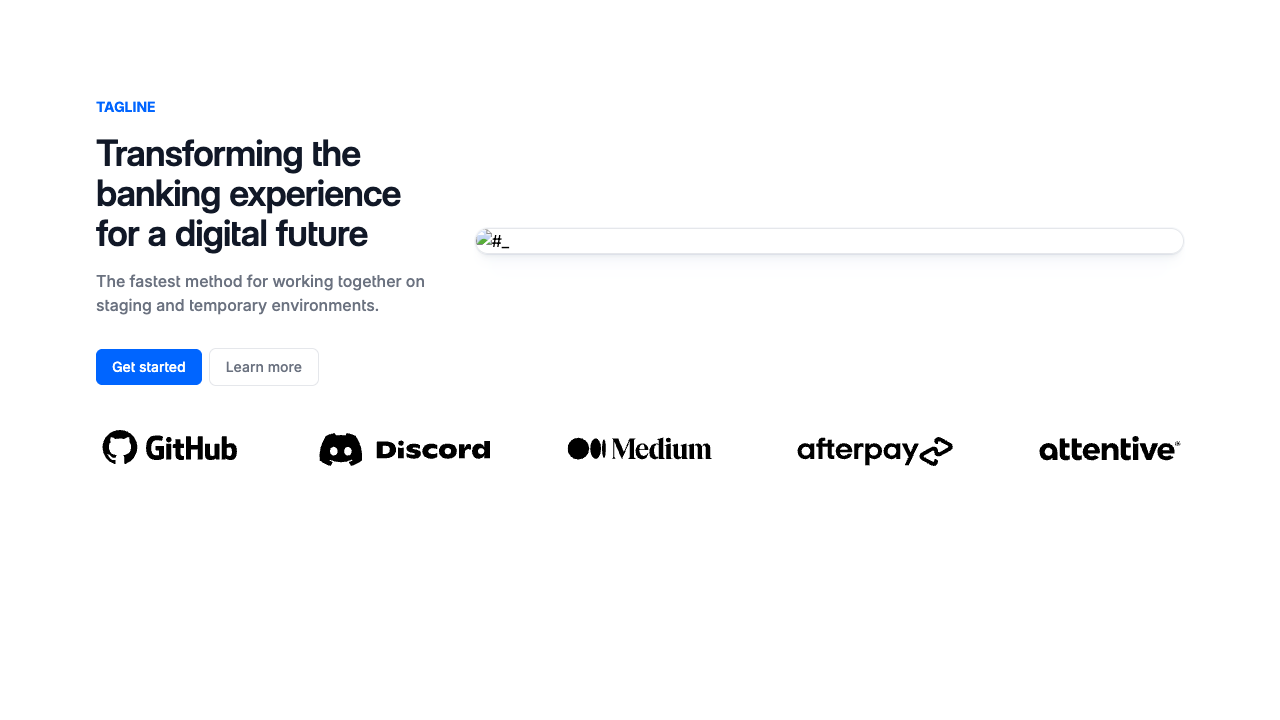 TAGLINE
Transforming the
banking experience
for a digital future
The fastest method for working together on
staging and temporary environments.
Get started
Learn more
#_
GitHub
Discord
Medium
afterpay
attentive®